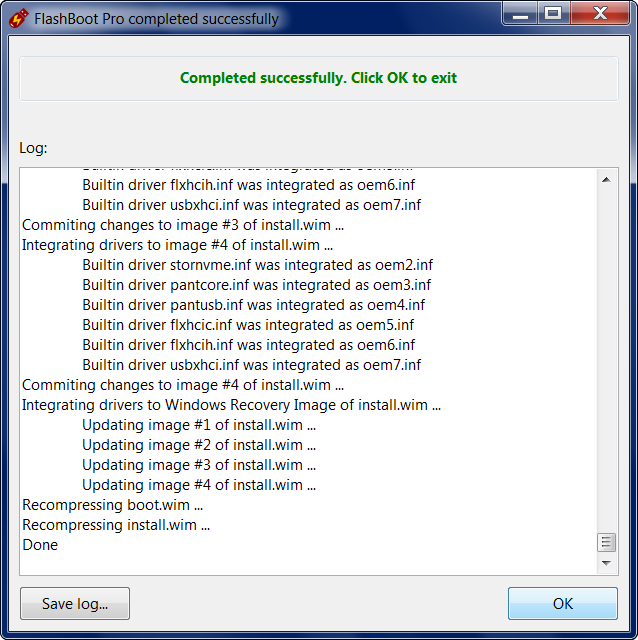 FlashBoot Pro completed successfully
Completed successfully. Click OK to exit
Log:
Builtin driver flxhcih.inf was integrated as oem6.inf
Builtin driver usbxhci.inf was integrated as oem7.inf
Commiting changes to image #3 of install.wim ...
Integrating drivers to image #4 of install.wim ...
Builtin driver stornvme.inf was integrated as oem2.inf
Builtin driver pantcore.inf was integrated as oem3.inf
Builtin driver pantusb.inf was integrated as oem4.inf
Builtin driver flxhcic.inf was integrated as oem5.inf
Builtin driver flxhcih.inf was integrated as oem6.inf
Builtin driver usbxhci.inf was integrated as oem7.inf
Commiting changes to image #4 of install.wim ...
Integrating drivers to Windows Recovery Image of install.wim ...
Updating image #1 of install.wim ...
Updating image #2 of install.wim ...
Updating image #3 of install.wim ...
Updating image #4 of install.wim ...
Recompressing boot.wim ...
Recompressing install.wim ...
Done
Save log...
OK